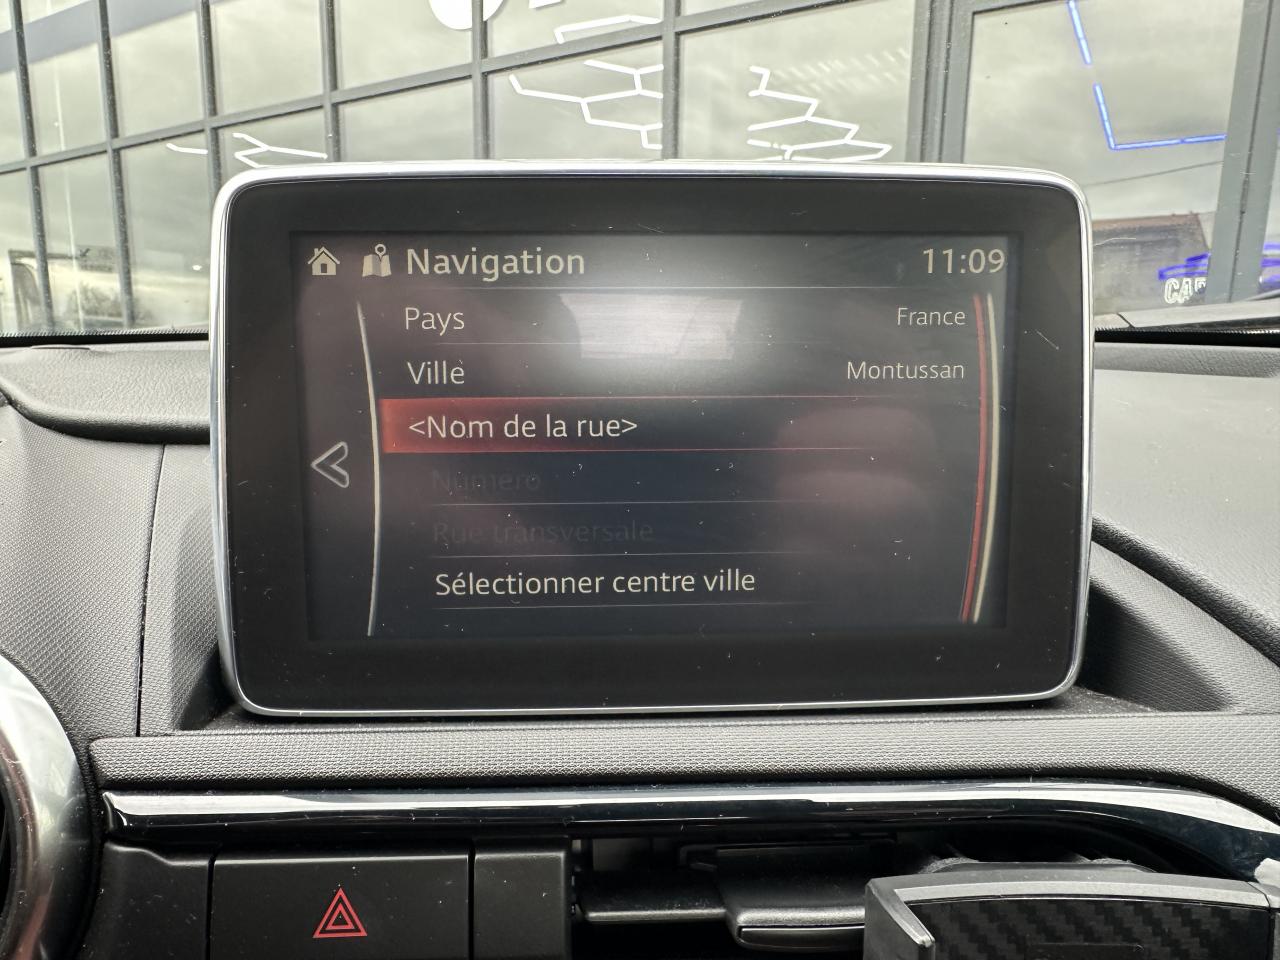 Navigation 11:09
Pays France
Ville Montussan
<Nom de la rue>
Numéro
Rue transversale
Sélectionner centre ville